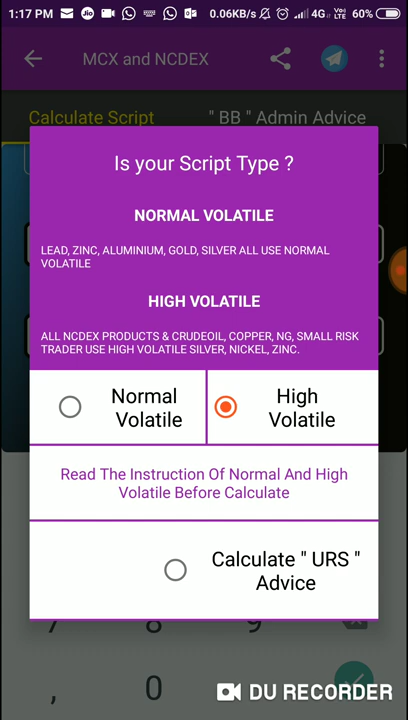 1:17 PM
0.06KB/s
4G
VoLTE
60%
MCX and NCDEX
Calculate Script
" BB " Admin Advice
Is your Script Type ?
NORMAL VOLATILE
LEAD, ZINC, ALUMINIUM, GOLD, SILVER ALL USE NORMAL
VOLATILE
HIGH VOLATILE
ALL NCDEX PRODUCTS & CRUDEOIL, COPPER, NG, SMALL RISK
TRADER USE HIGH VOLATILE SILVER, NICKEL, ZINC.
Normal
Volatile
High
Volatile
Read The Instruction Of Normal And High
Volatile Before Calculate
Calculate " URS "
Advice
7 8 9
, 0
DU RECORDER